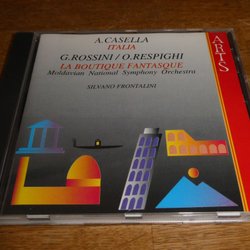 A.CASELLA
ITALIA
G.ROSSINI/O.RESPIGHI
LA BOUTIQUE FANTASQUE
Moldavian National Symphony Orchestra
SILVANO FRONTALINI
ARTS